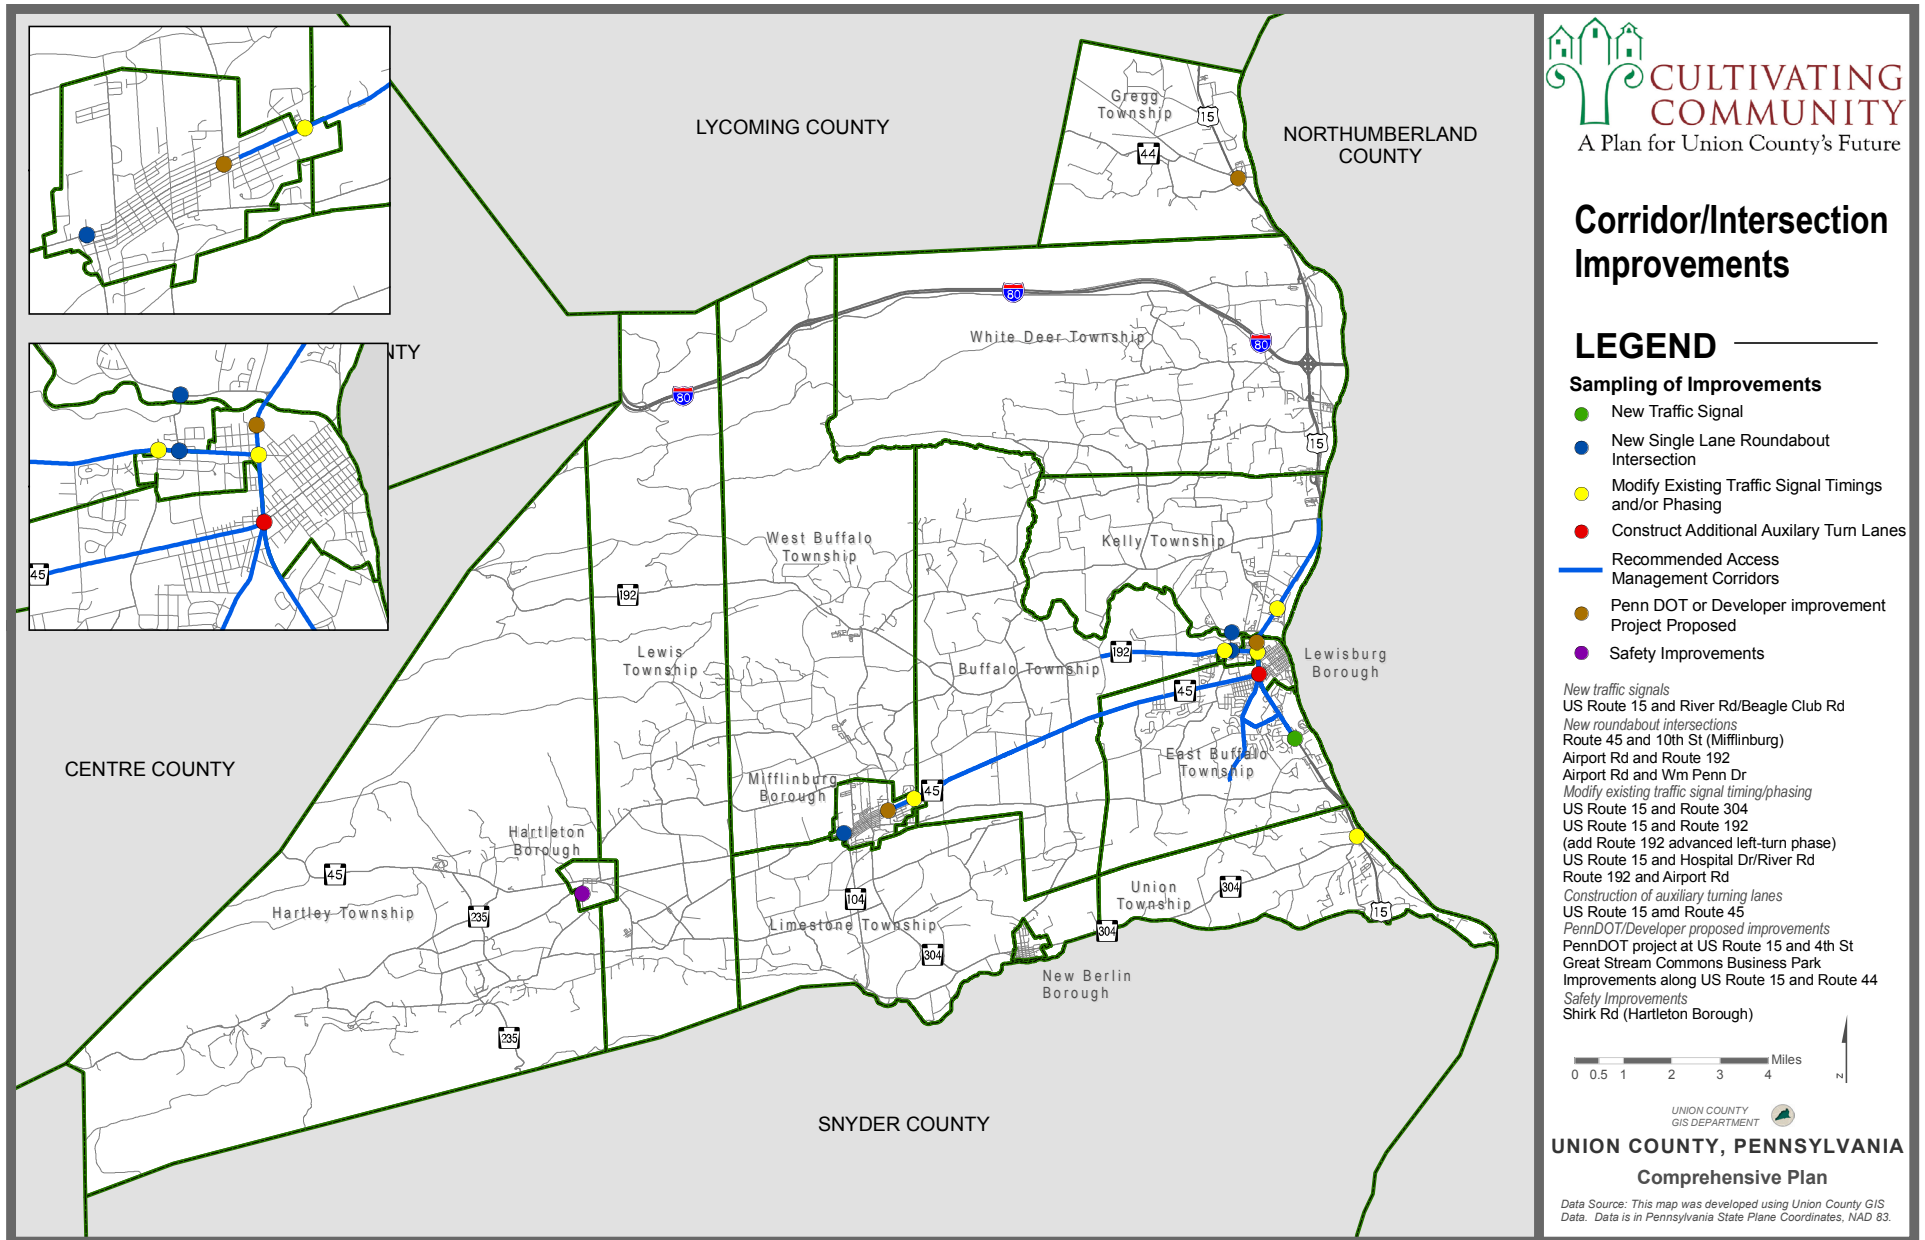 LYCOMING COUNTY
NORTHUMBERLAND
COUNTY
NTY
CENTRE COUNTY
SNYDER COUNTY
Gregg
Township
15
44
80
White Deer Township
80
80
15
West Buffalo
Township
Kelly Township
192
Lewis
Township
Buffalo Township
192
Lewisburg
Borough
45
East Buffalo
Township
Mifflinburg
Borough
45
Hartleton
Borough
45
Hartley Township
235
104
Limestone Township
304
Union
Township
304
304
15
New Berlin
Borough
235
45
CULTIVATING
COMMUNITY
A Plan for Union County's Future
Corridor/Intersection
Improvements
LEGEND
Sampling of Improvements
New Traffic Signal
New Single Lane Roundabout
Intersection
Modify Existing Traffic Signal Timings
and/or Phasing
Construct Additional Auxilary Turn Lanes
Recommended Access
Management Corridors
Penn DOT or Developer improvement
Project Proposed
Safety Improvements
New traffic signals
US Route 15 and River Rd/Beagle Club Rd
New roundabout intersections
Route 45 and 10th St (Mifflinburg)
Airport Rd and Route 192
Airport Rd and Wm Penn Dr
Modify existing traffic signal timing/phasing
US Route 15 and Route 304
US Route 15 and Route 192
(add Route 192 advanced left-turn phase)
US Route 15 and Hospital Dr/River Rd
Route 192 and Airport Rd
Construction of auxiliary turning lanes
US Route 15 amd Route 45
PennDOT/Developer proposed improvements
PennDOT project at US Route 15 and 4th St
Great Stream Commons Business Park
Improvements along US Route 15 and Route 44
Safety Improvements
Shirk Rd (Hartleton Borough)
Miles
0 0.5 1 2 3 4
N
UNION COUNTY
GIS DEPARTMENT
UNION COUNTY, PENNSYLVANIA
Comprehensive Plan
Data Source: This map was developed using Union County GIS
Data. Data is in Pennsylvania State Plane Coordinates, NAD 83.